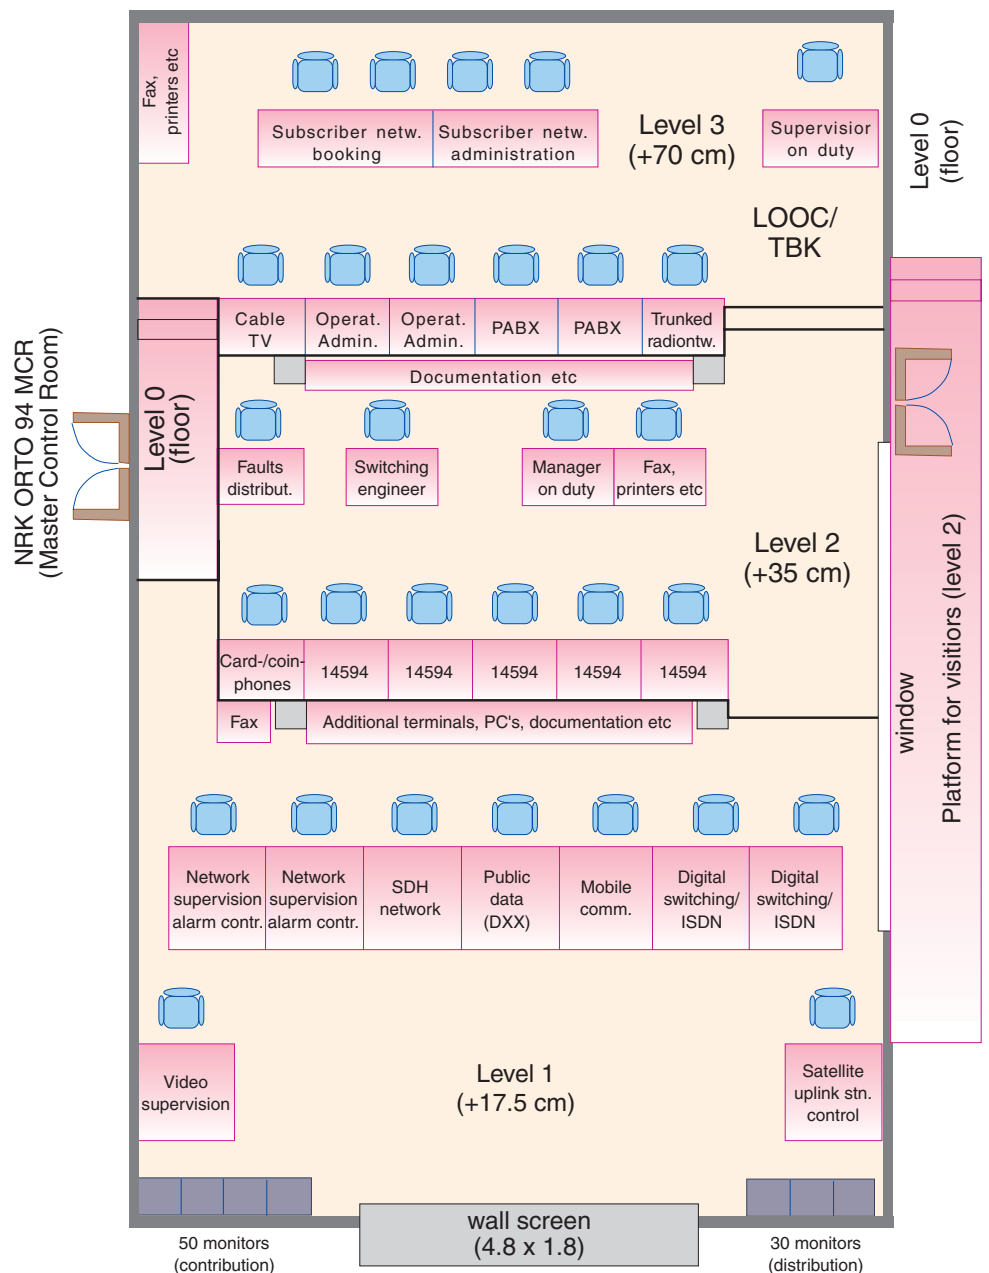 Fax,
printers etc
Subscriber netw.
booking
Subscriber netw.
administration
Level 3
(+70 cm)
Supervisior
on duty
Level 0
(floor)
LOOC/
TBK
Cable
TV
Operat.
Admin.
Operat.
Admin.
PABX
PABX
Trunked
radiontw.
Documentation etc
NRK ORTO 94 MCR
(Master Control Room)
Level 0
(floor)
Faults
distribut.
Switching
engineer
Manager
on duty
Fax,
printers etc
Level 2
(+35 cm)
Card-/coin-
phones
14594
14594
14594
14594
14594
Fax
Additional terminals, PC's, documentation etc
window
Platform for visitiors (level 2)
Network
supervision
alarm contr.
Network
supervision
alarm contr.
SDH
network
Public
data
(DXX)
Mobile
comm.
Digital
switching/
ISDN
Digital
switching/
ISDN
Video
supervision
Level 1
(+17.5 cm)
Satellite
uplink stn.
control
wall screen
(4.8 x 1.8)
50 monitors
(contribution)
30 monitors
(distribution)